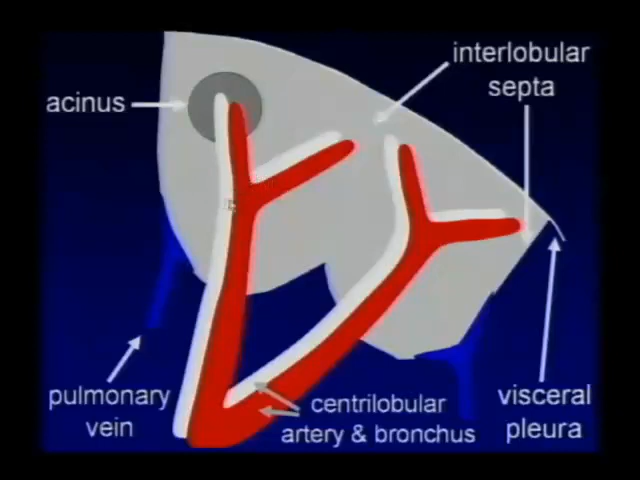 interlobular
septa
acinus
pulmonary
vein
centrilobular
artery & bronchus
visceral
pleura